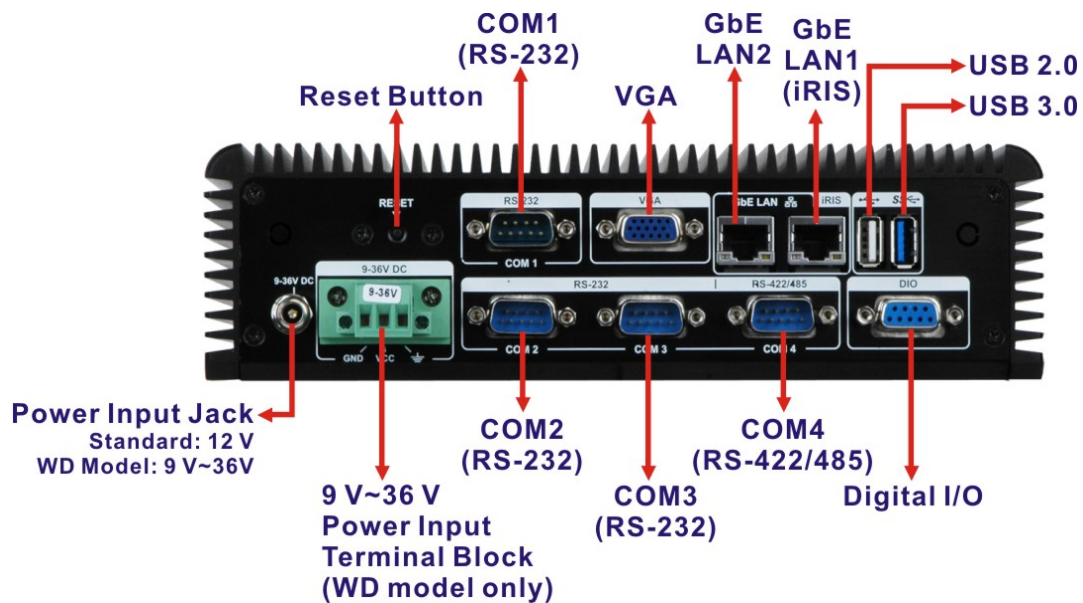 COM1
(RS-232)
GbE
LAN2
GbE
LAN1
(iRIS)
USB 2.0
USB 3.0
Reset Button
VGA
RESET
RS-232
COM 1
VGA
GbE LAN
iRIS
SS
9-36V DC
9-36V DC
9-36V
GND
VCC
RS-232
RS-422/485
COM 2
COM 3
COM 4
DIO
Power Input Jack
Standard: 12 V
WD Model: 9 V~36V
9 V~36 V
Power Input
Terminal Block
(WD model only)
COM2
(RS-232)
COM3
(RS-232)
COM4
(RS-422/485)
Digital I/O